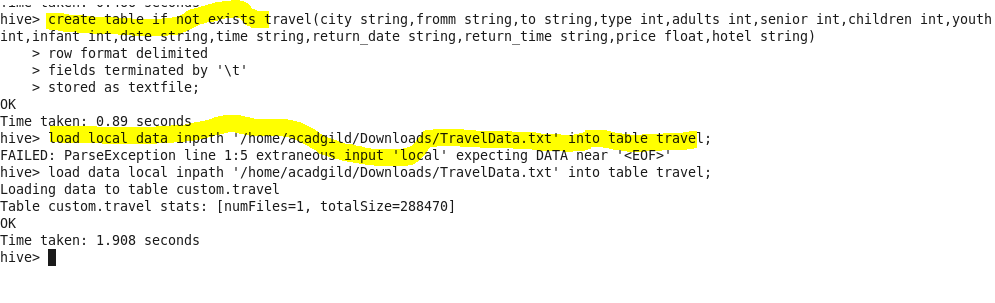 hive> create table if not exists travel(city string,fromm string,to string,type int,adults int,senior int,children int,youth
int,infant int,date string,time string,return_date string,return_time string,price float,hotel string)
    > row format delimited
    > fields terminated by '\t'
    > stored as textfile;
OK
Time taken: 0.89 seconds
hive> load local data inpath '/home/acadgild/Downloads/TravelData.txt' into table travel;
FAILED: ParseException line 1:5 extraneous input 'local' expecting DATA near '<EOF>'
hive> load data local inpath '/home/acadgild/Downloads/TravelData.txt' into table travel;
Loading data to table custom.travel
Table custom.travel stats: [numFiles=1, totalSize=288470]
OK
Time taken: 1.908 seconds
hive>